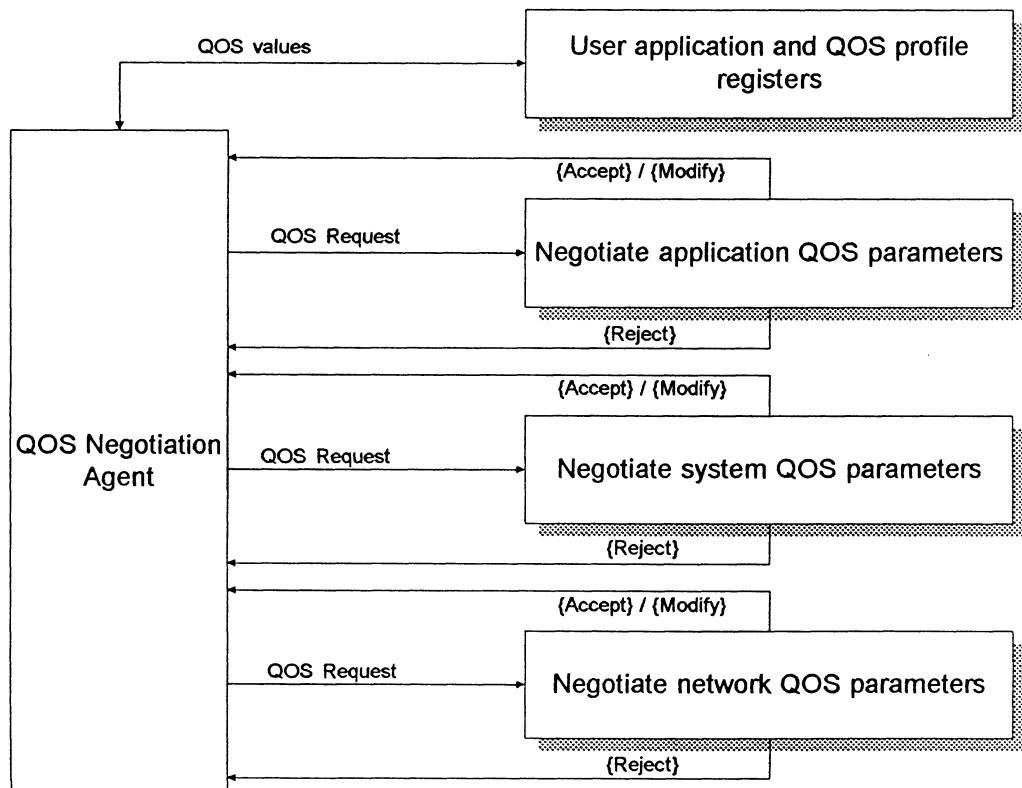 QOS values
User application and QOS profile
registers
{Accept} / {Modify}
QOS Request
Negotiate application QOS parameters
{Reject}
{Accept} / {Modify}
QOS Negotiation
Agent
QOS Request
Negotiate system QOS parameters
{Reject}
{Accept} / {Modify}
QOS Request
Negotiate network QOS parameters
{Reject}